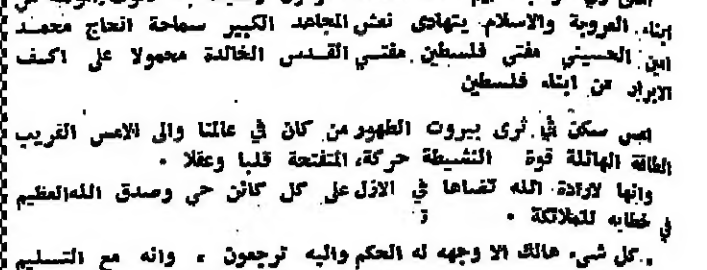 ابناء العروبة والاسلام يتهادى نعش المجاهد الكبير سماحة الحاج محمد
امين الحسيني مفتي فلسطين مفتي القدس الخالدة محمولا على اكف
الابرار من ابناء فلسطين
امس سكن في ثرى بيروت الطهور من كان في عالمنا والى الامس القريب
الطاقة الهائلة قوة النشيطة حركة، المتفتحة قلبا وعقلا .
وانها لارادة الله تضاها في الازل على كل كائن حي وصدق الله العظيم
في خطابه للملائكة .
كل شيء هالك الا وجهه له الحكم واليه ترجعون . وانه مع التسليم